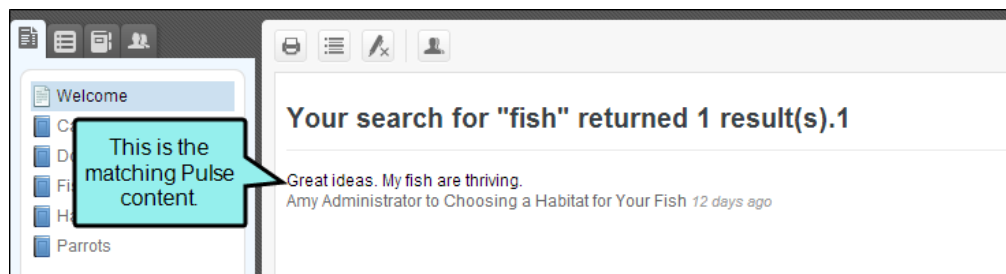 Welcome
Your search for "fish" returned 1 result(s).1
This is the
matching Pulse
content.
Great ideas. My fish are thriving.
Amy Administrator to Choosing a Habitat for Your Fish 12 days ago
Parrots